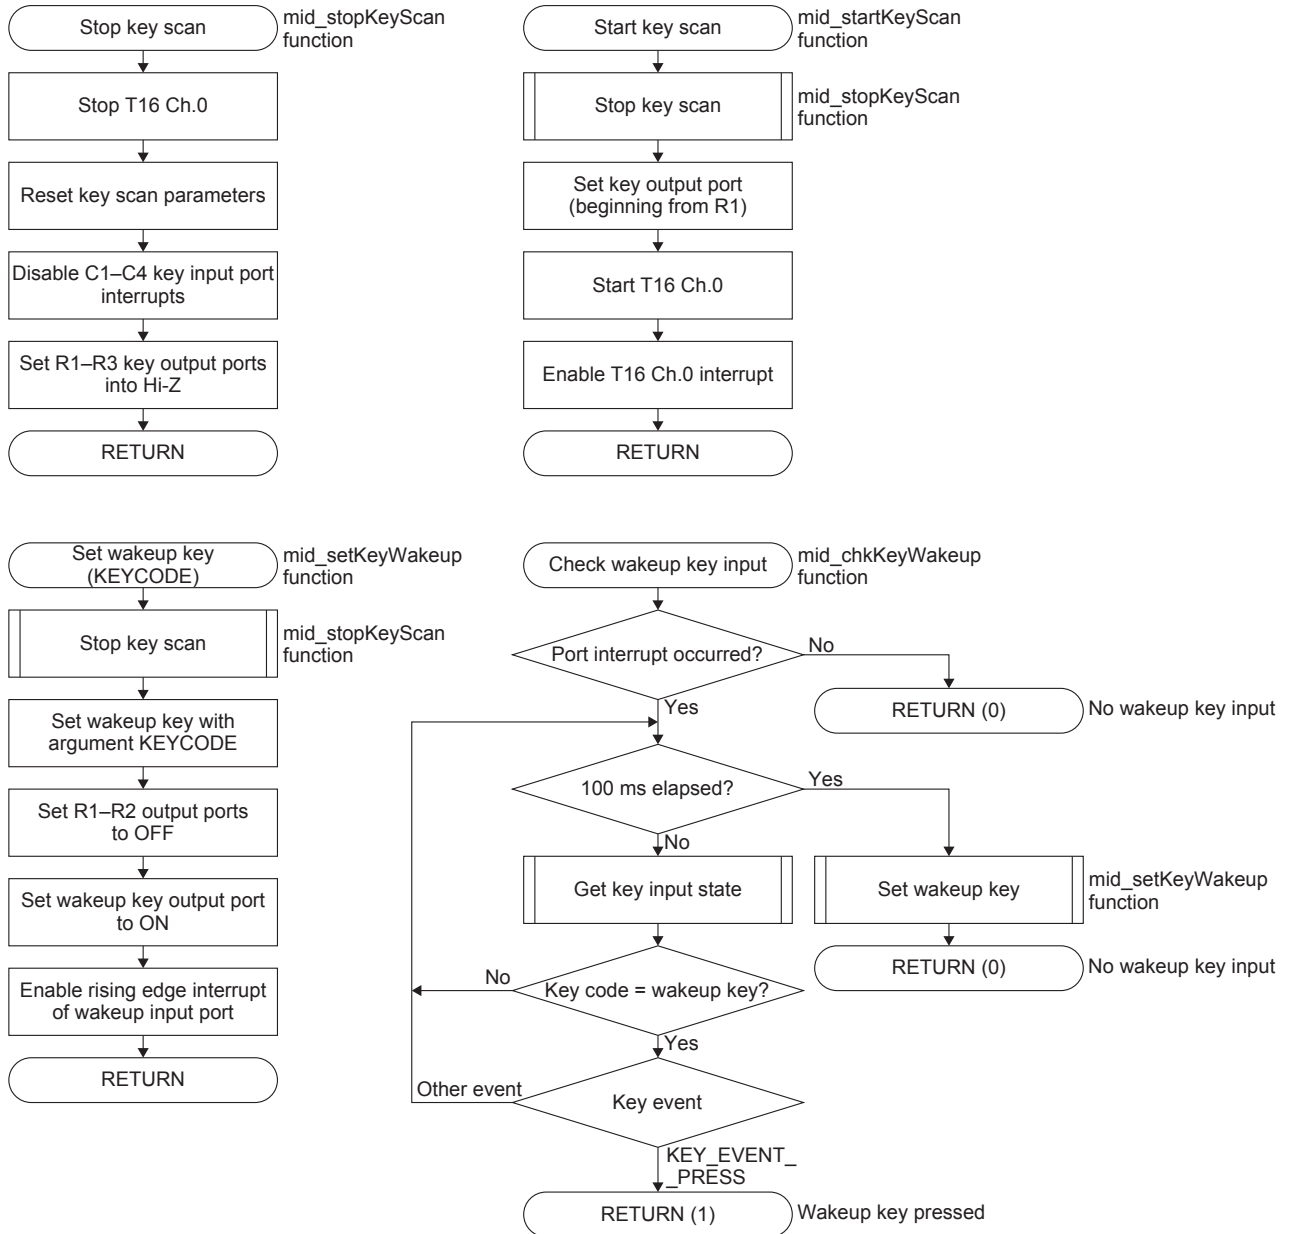 Stop key scan
mid_stopKeyScan
function
Stop T16 Ch.0
Reset key scan parameters
Disable C1–C4 key input port
interrupts
Set R1–R3 key output ports
into Hi-Z
RETURN
Start key scan
mid_startKeyScan
function
Stop key scan
mid_stopKeyScan
function
Set key output port
(beginning from R1)
Start T16 Ch.0
Enable T16 Ch.0 interrupt
RETURN
Set wakeup key
(KEYCODE)
mid_setKeyWakeup
function
Stop key scan
mid_stopKeyScan
function
Set wakeup key with
argument KEYCODE
Set R1–R2 output ports
to OFF
Set wakeup key output port
to ON
Enable rising edge interrupt
of wakeup input port
RETURN
Check wakeup key input
mid_chkKeyWakeup
function
Port interrupt occurred?
No
RETURN (0)
No wakeup key input
Yes
100 ms elapsed?
Yes
No
Get key input state
Set wakeup key
mid_setKeyWakeup
function
RETURN (0)
No wakeup key input
Key code = wakeup key?
No
Yes
Key event
Other event
KEY_EVENT_
_PRESS
RETURN (1)
Wakeup key pressed